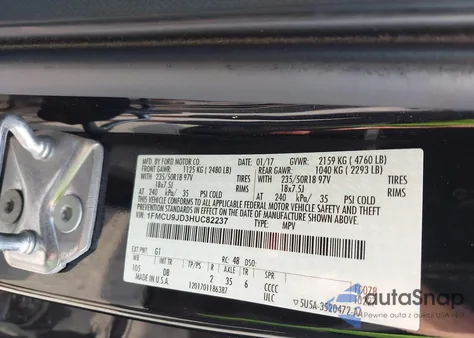 MFD. BY FORD MOTOR CO.
DATE: 01/17 GVWR: 2159 KG ( 4760 LB)
FRONT GAWR: 1125 KG ( 2480 LB) REAR GAWR: 1040 KG ( 2293 LB)
WITH 235/50R18 97V TIRES WITH 235/50R18 97V TIRES
18x7.5J RIMS 18x7.5J RIMS
AT 240 kPa/ 35 PSI COLD AT 240 kPa/ 35 PSI COLD
THIS VEHICLE CONFORMS TO ALL APPLICABLE FEDERAL MOTOR VEHICLE SAFETY AND
THEFT PREVENTION STANDARDS IN EFFECT ON THE DATE OF MANUFACTURE SHOWN ABOVE.
VIN: 1FMCU9JD3HUC82237
TYPE: MPV
EXT PNT: G1 RC: 48 DSO:
WB INT TR TP/PS R AXLE TR SPR
105 DB 2 35 6 CCCC
MADE IN U.S.A. 1201701186387 ULC
autoSnap
www.autosnap.com